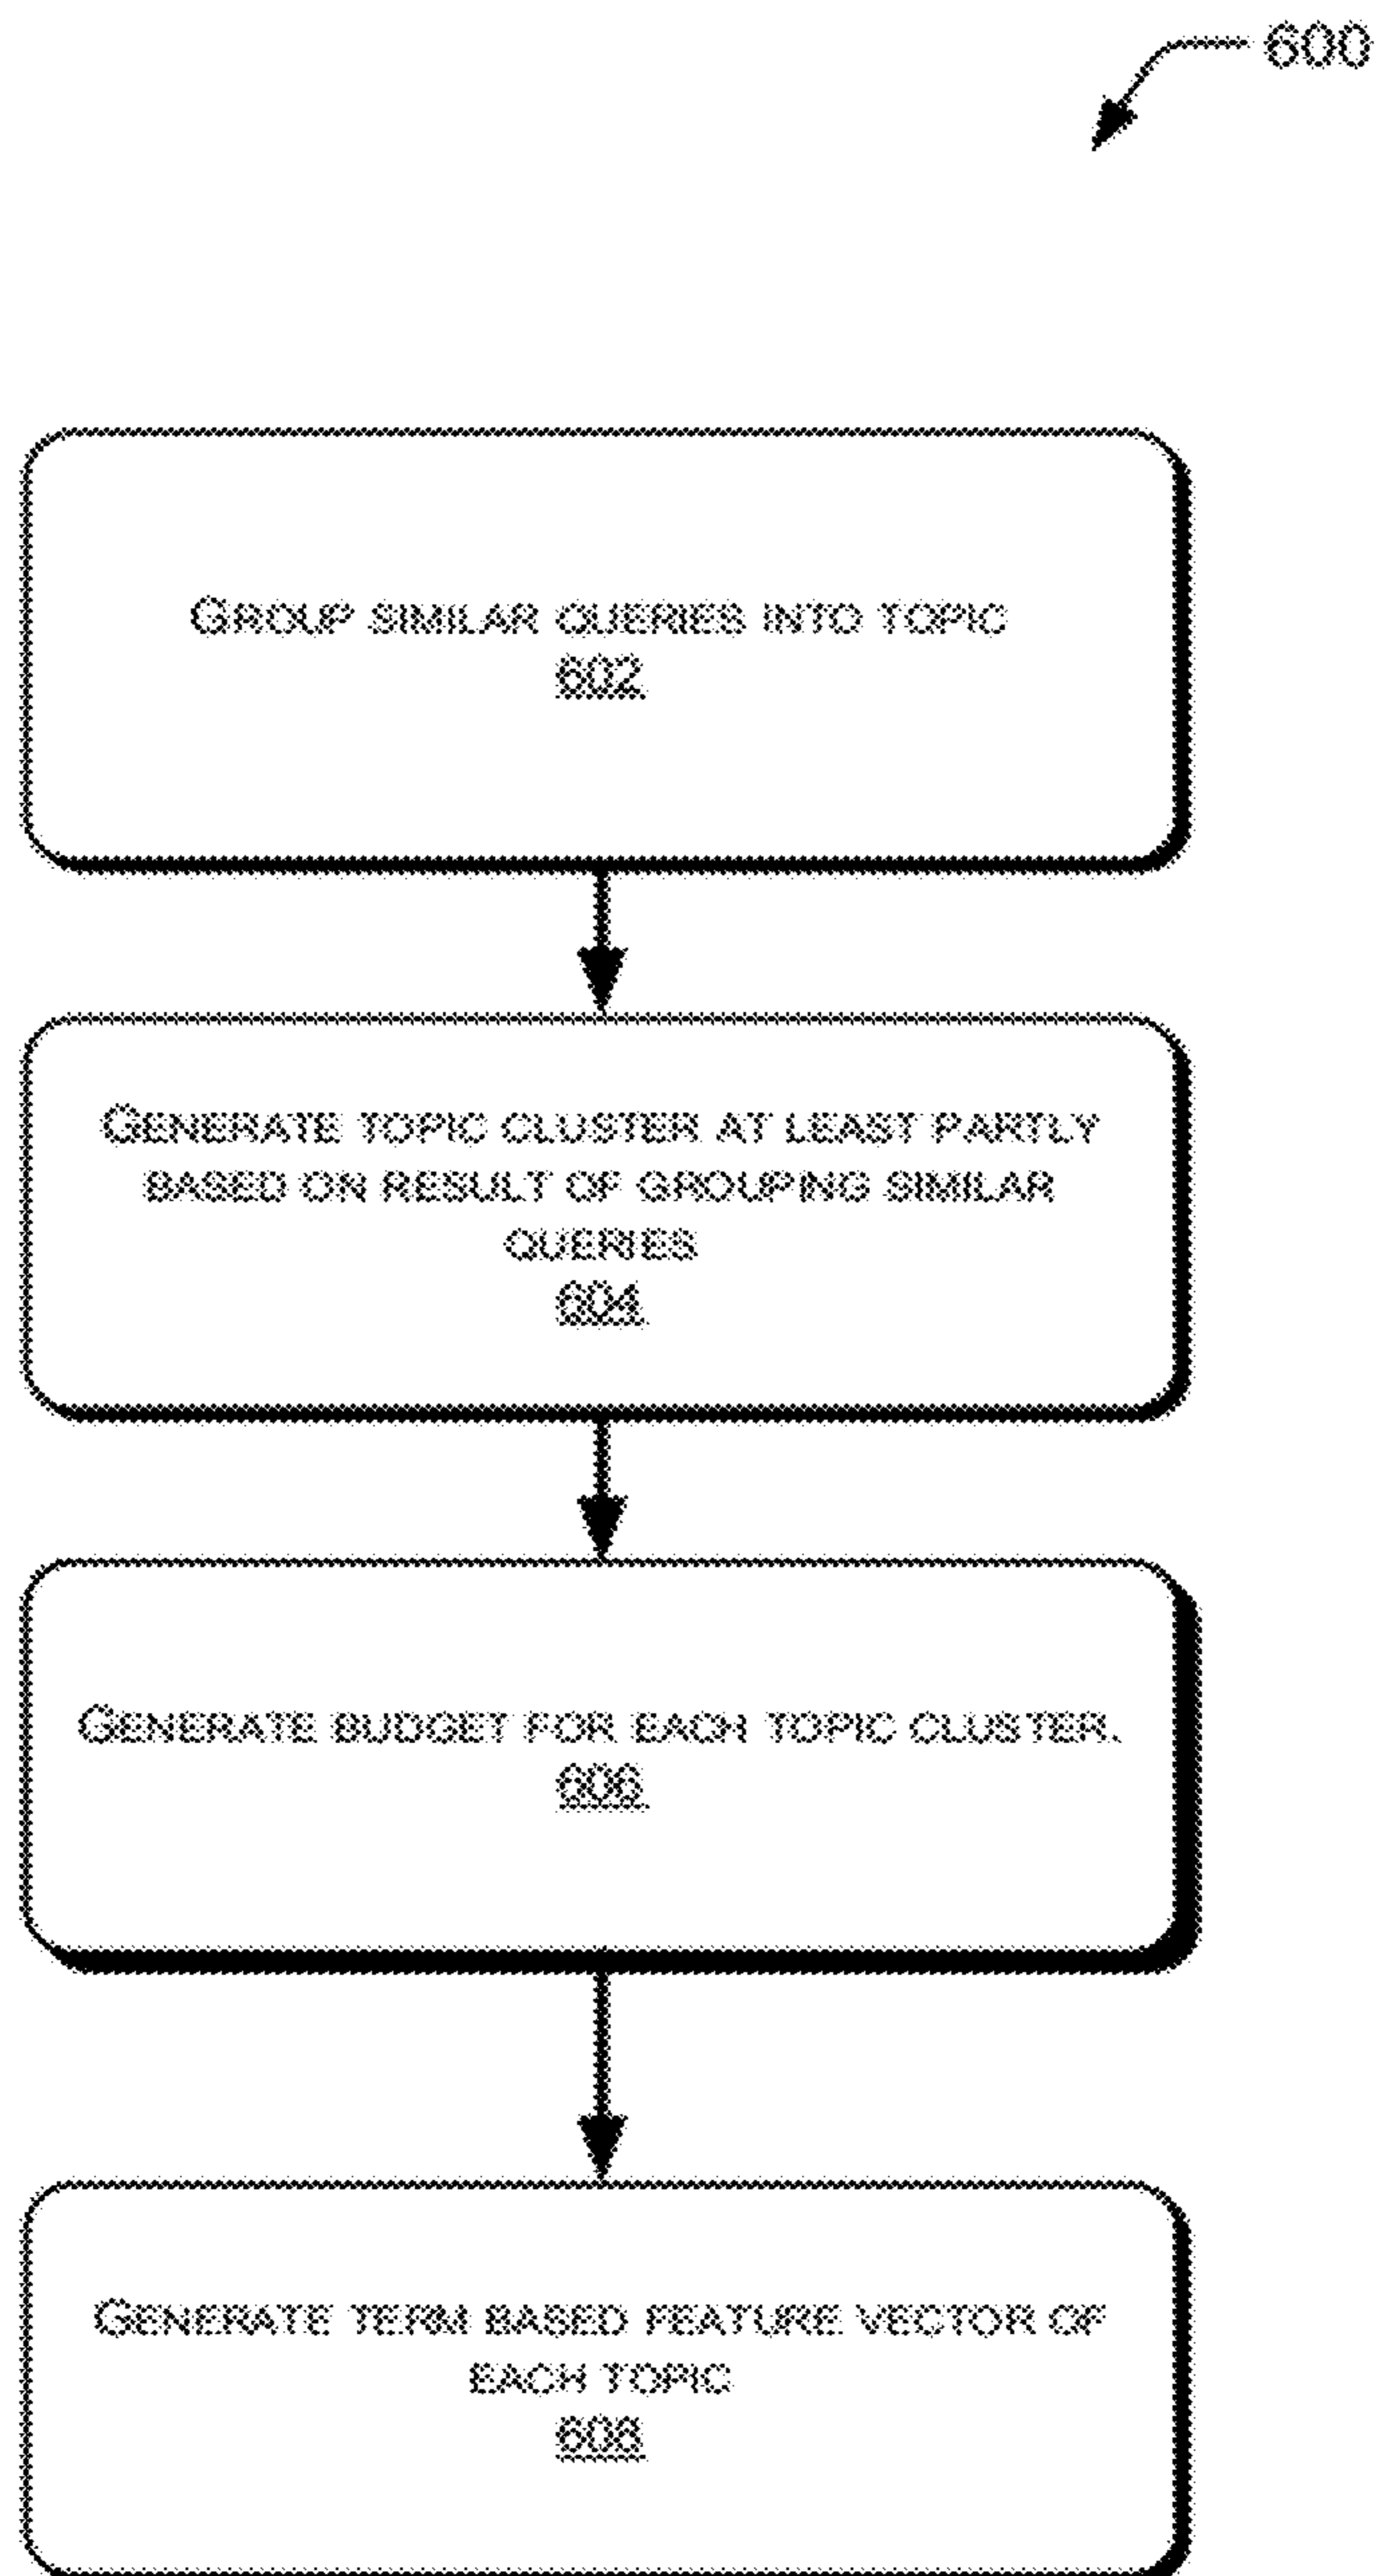 600
GROUP SIMILAR QUERIES INTO TOPIC
602
GENERATE TOPIC CLUSTER AT LEAST PARTLY
BASED ON RESULT OF GROUPING SIMILAR
QUERIES
604
GENERATE BUDGET FOR EACH TOPIC CLUSTER.
606
GENERATE TERM BASED FEATURE VECTOR OF
EACH TOPIC
608